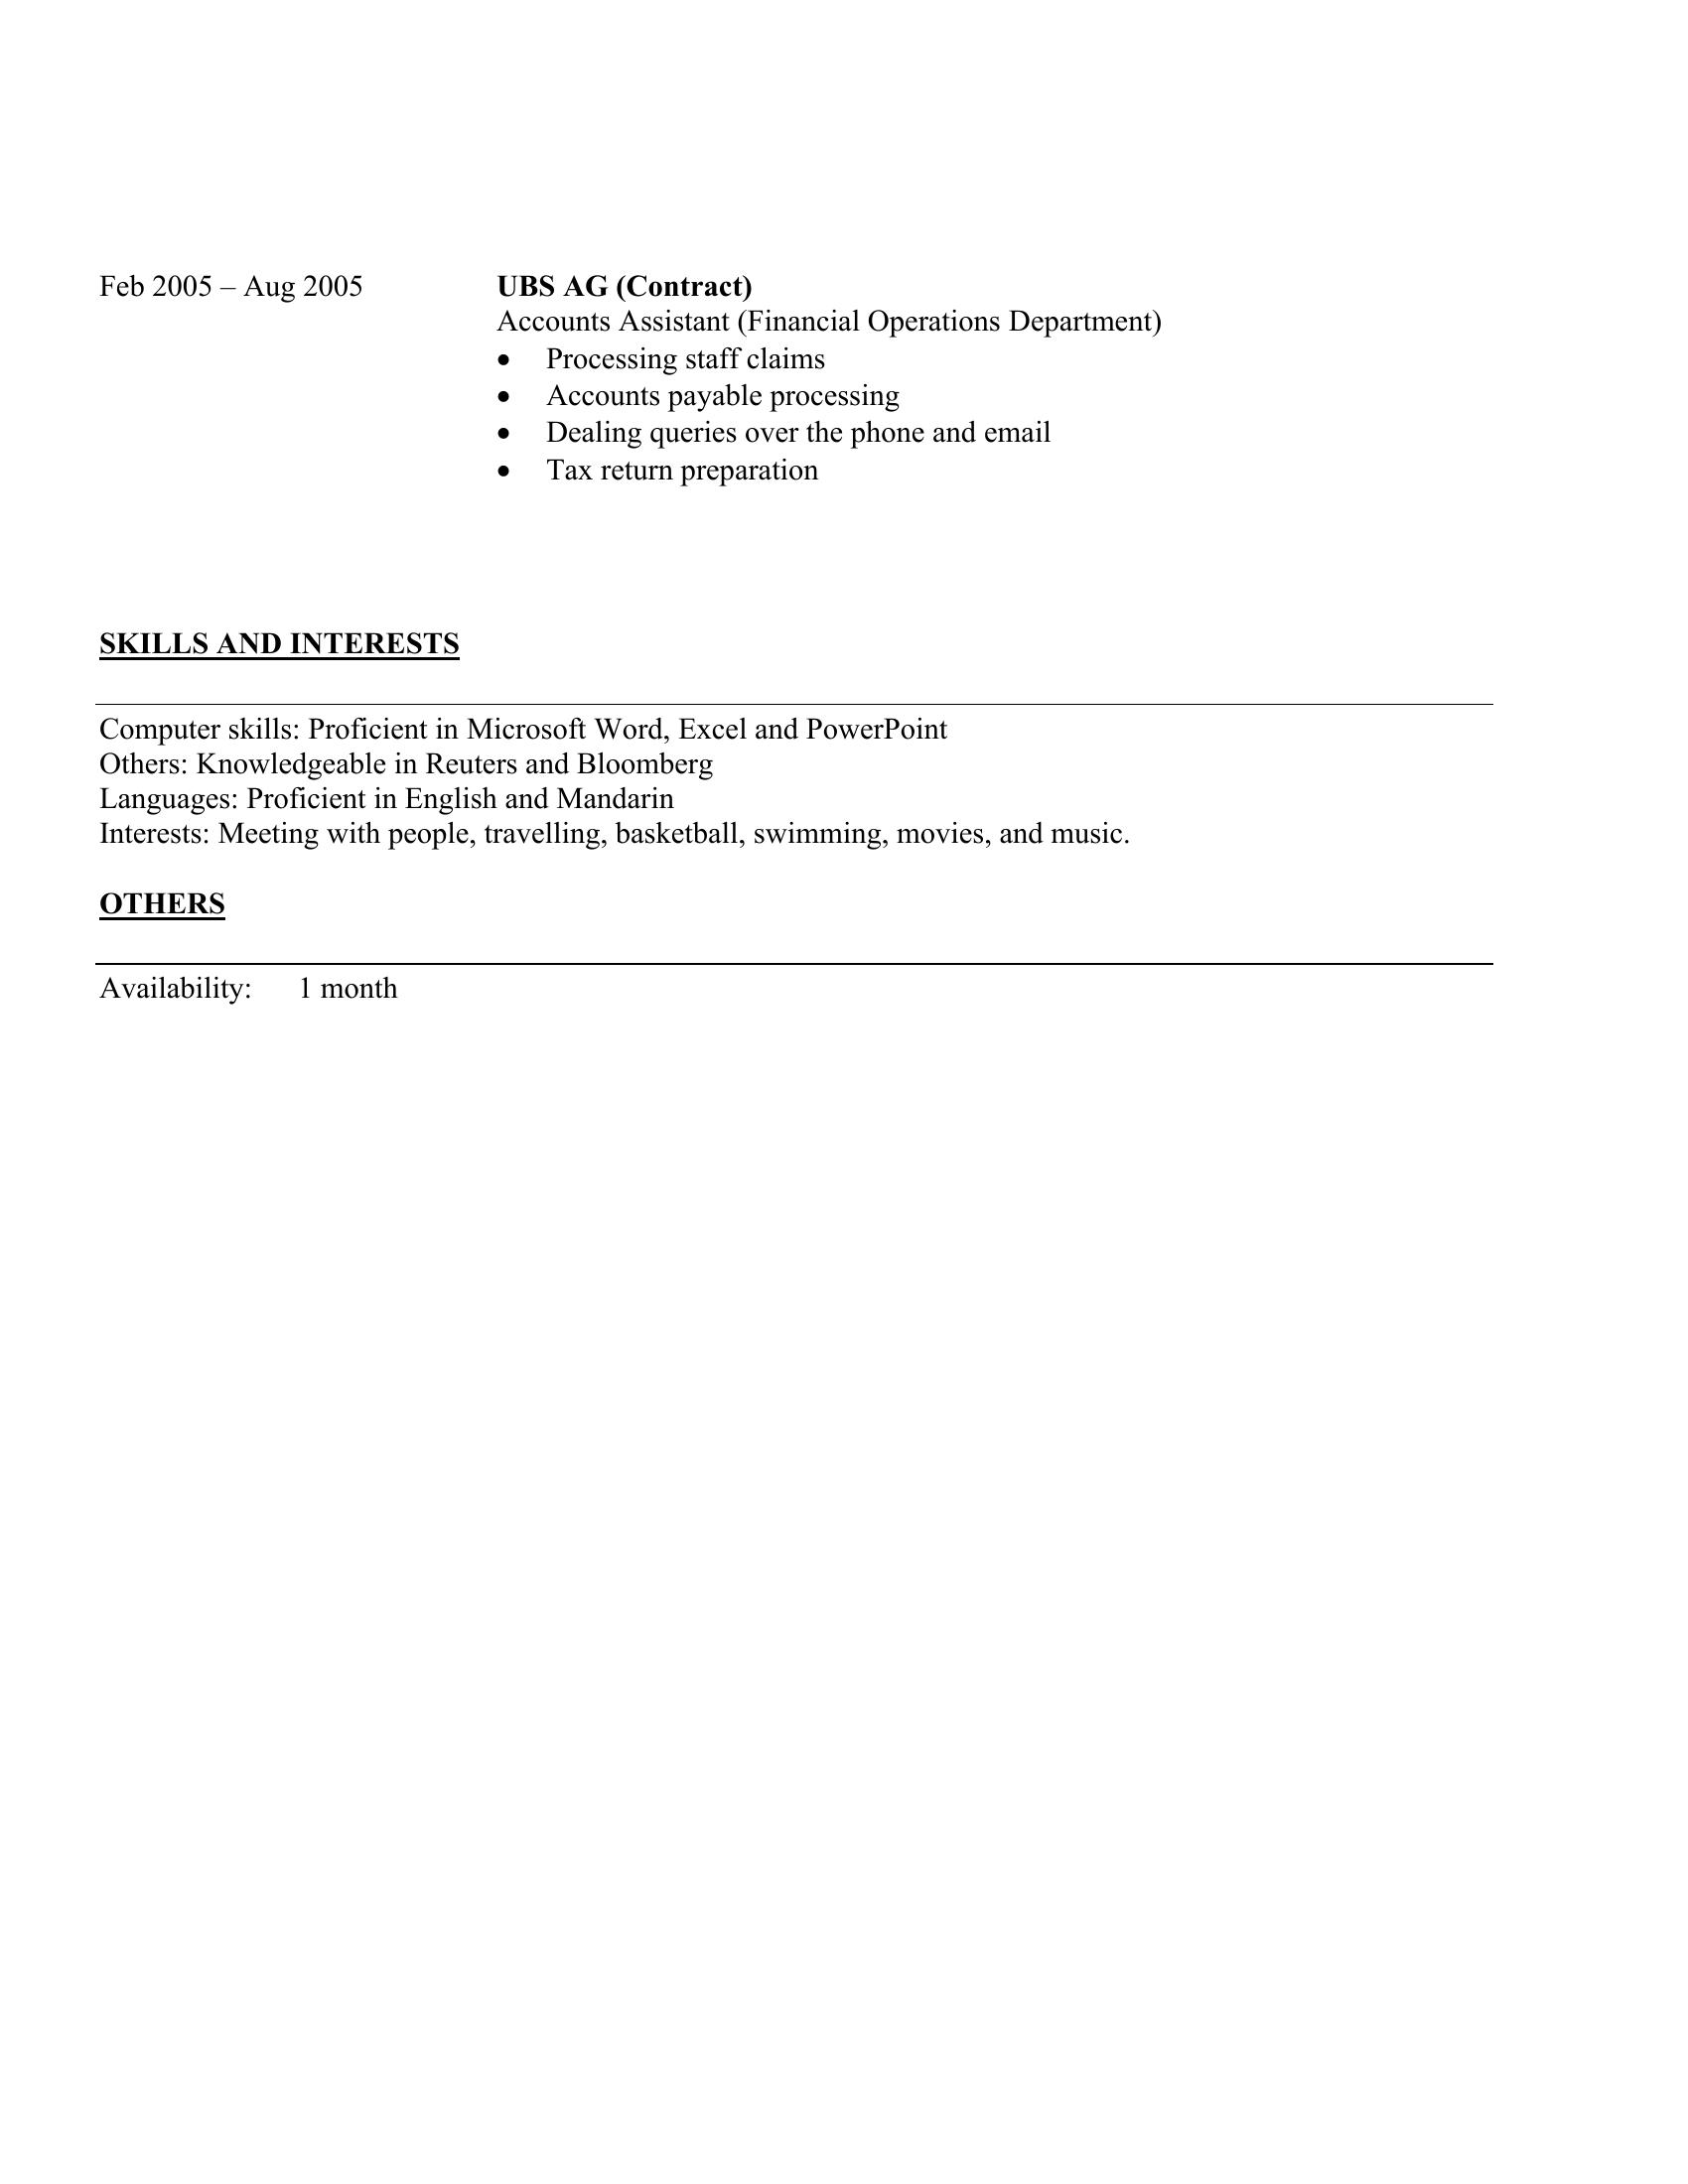 Feb 2005 – Aug 2005 UBS AG (Contract)
Accounts Assistant (Financial Operations Department)
• Processing staff claims
• Accounts payable processing
• Dealing queries over the phone and email
• Tax return preparation
SKILLS AND INTERESTS
Computer skills: Proficient in Microsoft Word, Excel and PowerPoint
Others: Knowledgeable in Reuters and Bloomberg
Languages: Proficient in English and Mandarin
Interests: Meeting with people, travelling, basketball, swimming, movies, and music.
OTHERS
Availability: 1 month